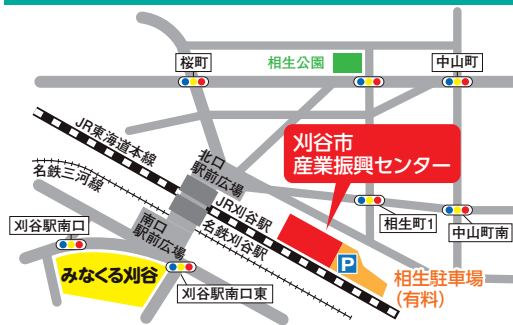 桜町
相生公園
中山町
JR東海道本線
名鉄三河線
北口
駅前広場
刈谷市
産業振興センター
JR刈谷駅
名鉄刈谷駅
南口
駅前広場
刈谷駅南口
相生町1
中山町南
みなくる刈谷
刈谷駅南口東
P
相生駐車場
(有料)